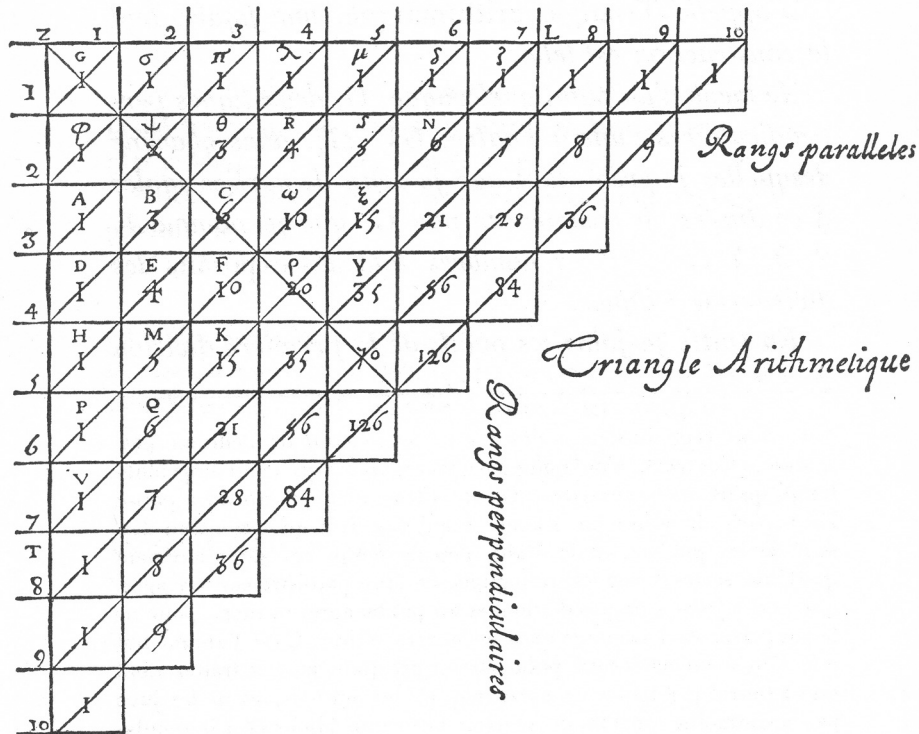 Z 1 2 3 4 5 6 7 L 8 9 10
G σ π λ μ δ ζ
1 1 1 1 1 1 1 1 1 1 1
φ ψ θ R S N
2 1 2 3 4 5 6 7 8 9 Rangs paralleles
A B C ω ξ
3 1 3 6 10 15 21 28 36
D E F ρ Y
4 1 4 10 20 35 56 84
H M K
5 1 5 15 35 70 126 Triangle Arithmetique
P Q
6 1 6 21 56 126
V
7 1 7 28 84
T
8 1 8 36
9 1 9
10 1
Rangs perpendiculaires